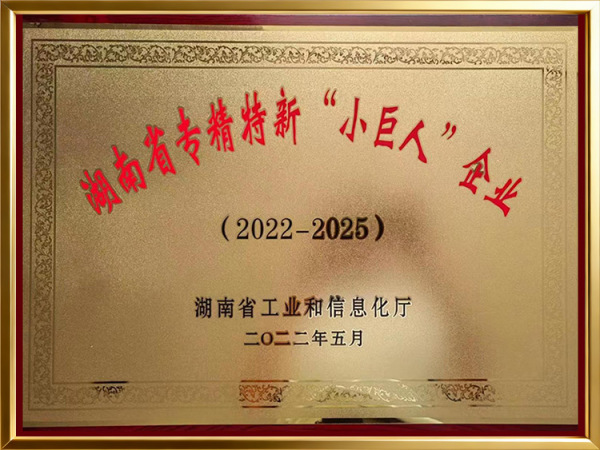 湖南省专精特新“小巨人”企业
（2022-2025）
湖南省工业和信息化厅
二〇二二年五月